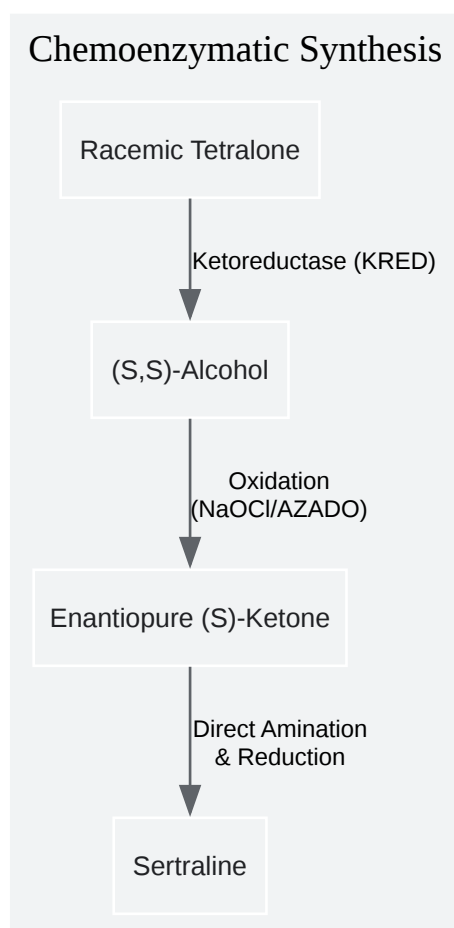 Chemoenzymatic Synthesis
Racemic Tetralone
Ketoreductase (KRED)
(S,S)-Alcohol
Oxidation
(NaOCl/AZADO)
Enantiopure (S)-Ketone
Direct Amination
& Reduction
Sertraline